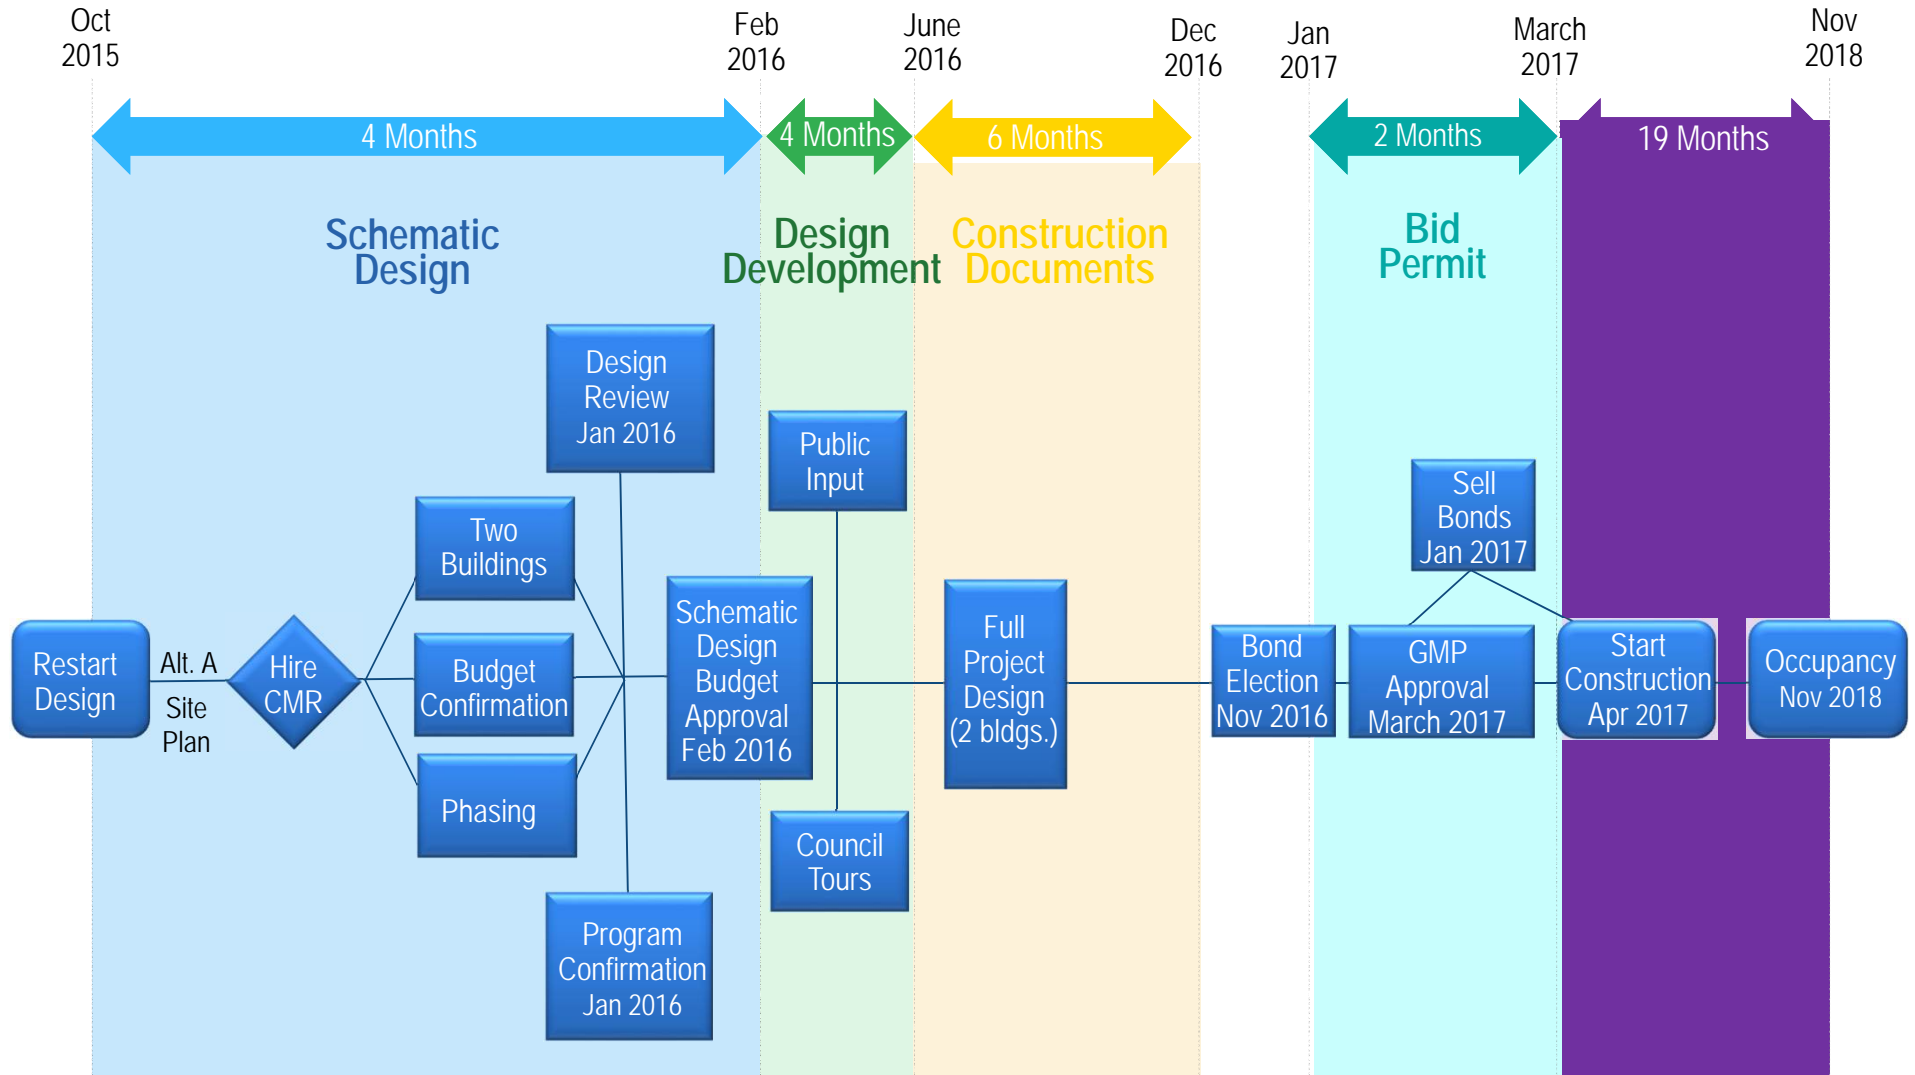 Oct
2015
Feb
2016
June
2016
Dec
2016
Jan
2017
March
2017
Nov
2018
4 Months
4 Months
6 Months
2 Months
19 Months
Schematic
Design
Design
Development
Construction
Documents
Bid
Permit
Restart
Design
Alt. A
Site
Plan
Hire
CMR
Two
Buildings
Budget
Confirmation
Phasing
Design
Review
Jan 2016
Program
Confirmation
Jan 2016
Schematic
Design
Budget
Approval
Feb 2016
Public
Input
Council
Tours
Full
Project
Design
(2 bldgs.)
Bond
Election
Nov 2016
GMP
Approval
March 2017
Sell
Bonds
Jan 2017
Start
Construction
Apr 2017
Occupancy
Nov 2018